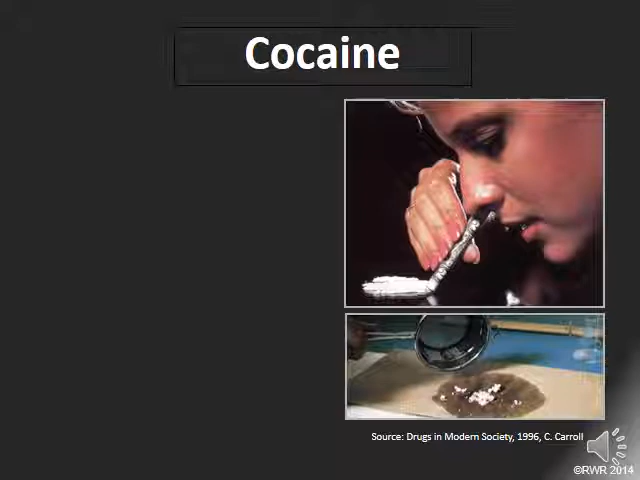 Cocaine
Source: Drugs in Modern Society, 1996, C. Carroll
©RWR 2014